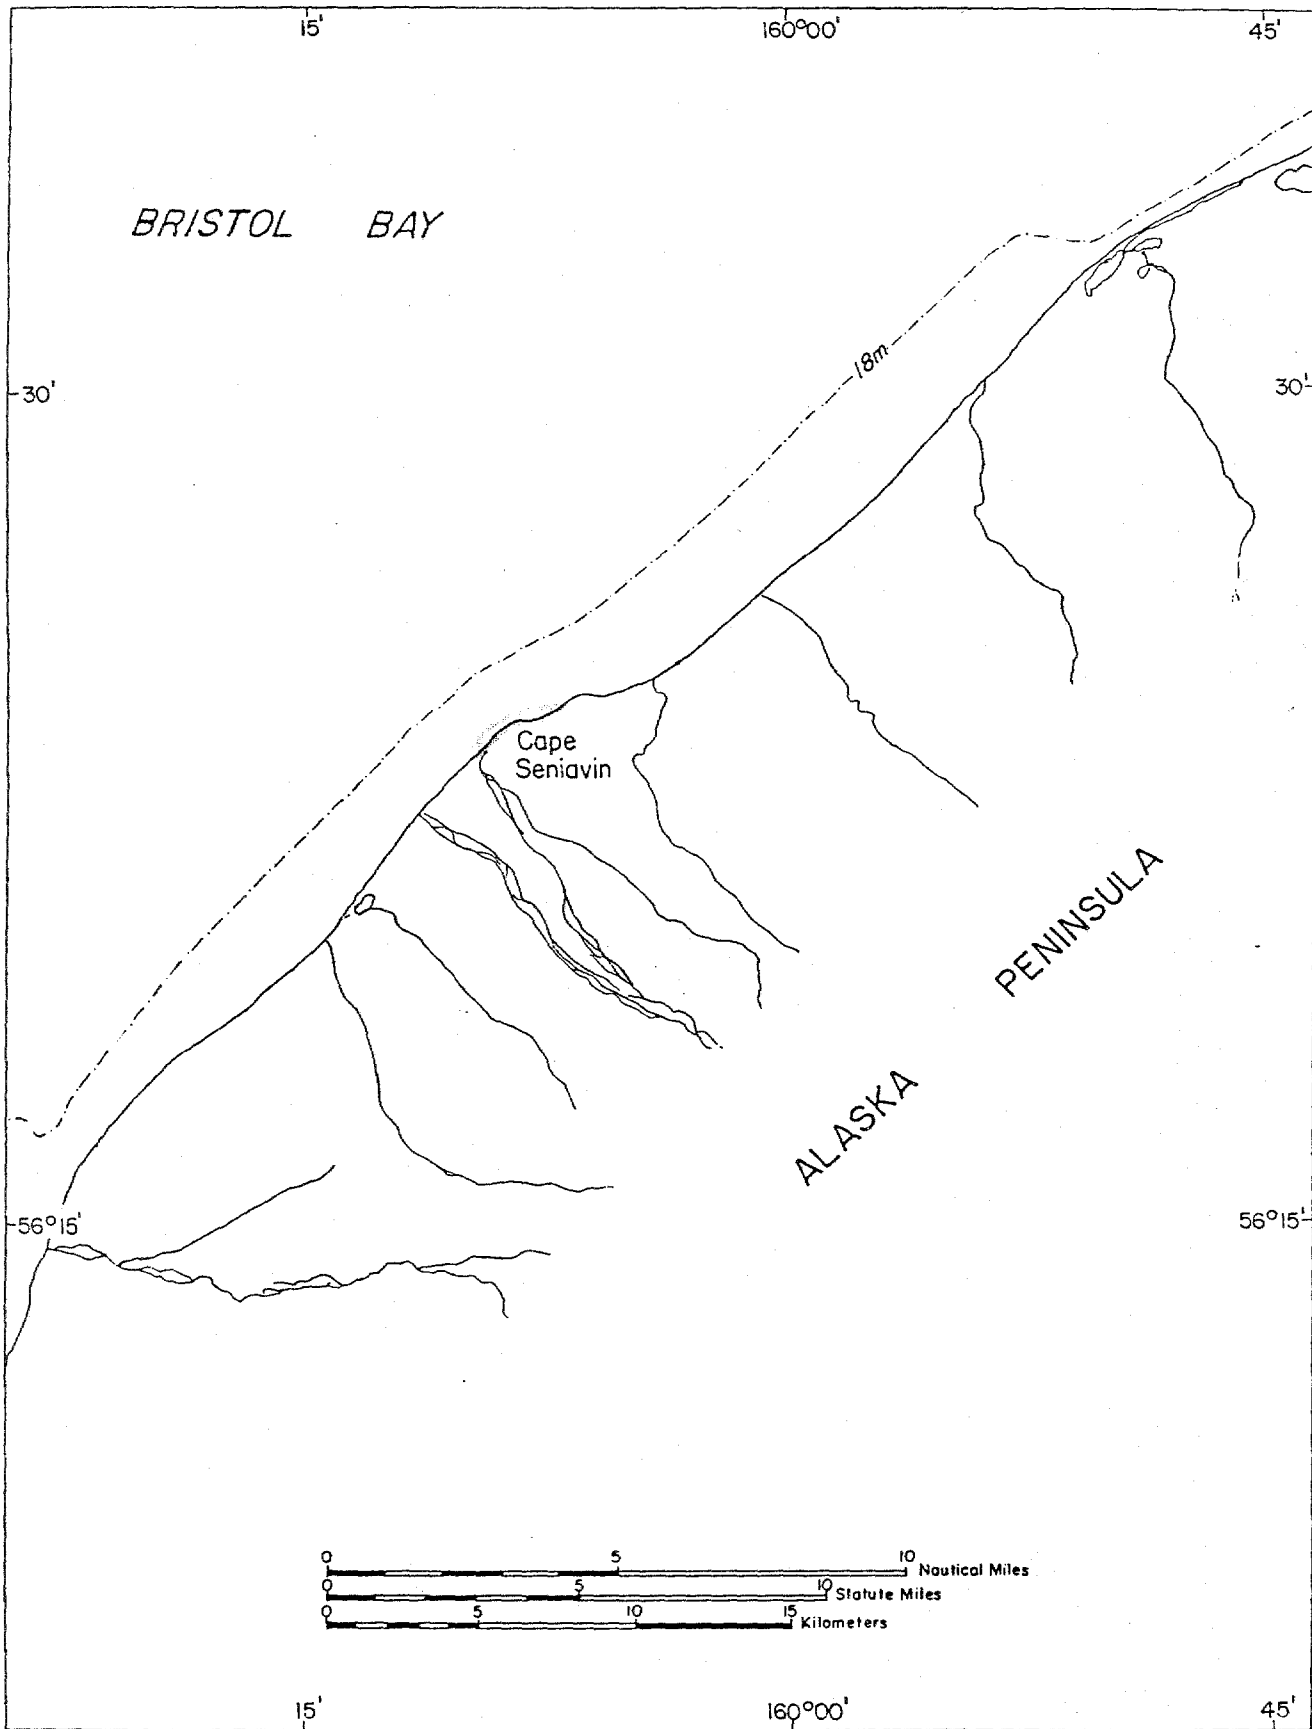 15' 160°00' 45'
BRISTOL BAY
18m
30' 30'
Cape
Seniavin
PENINSULA
ALASKA
56°15' 56°15'
0 5 10 Nautical Miles
0 5 10 Statute Miles
0 5 10 15 Kilometers
15' 160°00' 45'